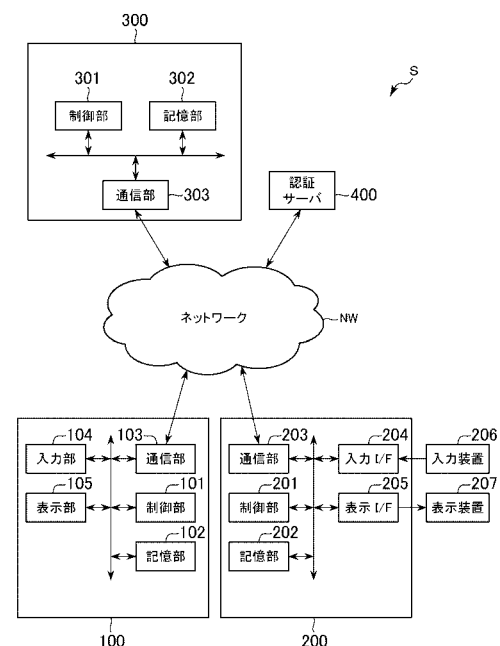 300
S
301
302
制御部
記憶部
通信部
303
認証
サーバ
400
ネットワーク
NW
104
103
203
204
206
入力部
通信部
通信部
入力I/F
入力装置
105
101
201
205
207
表示部
制御部
制御部
表示I/F
表示装置
102
202
記憶部
記憶部
100
200